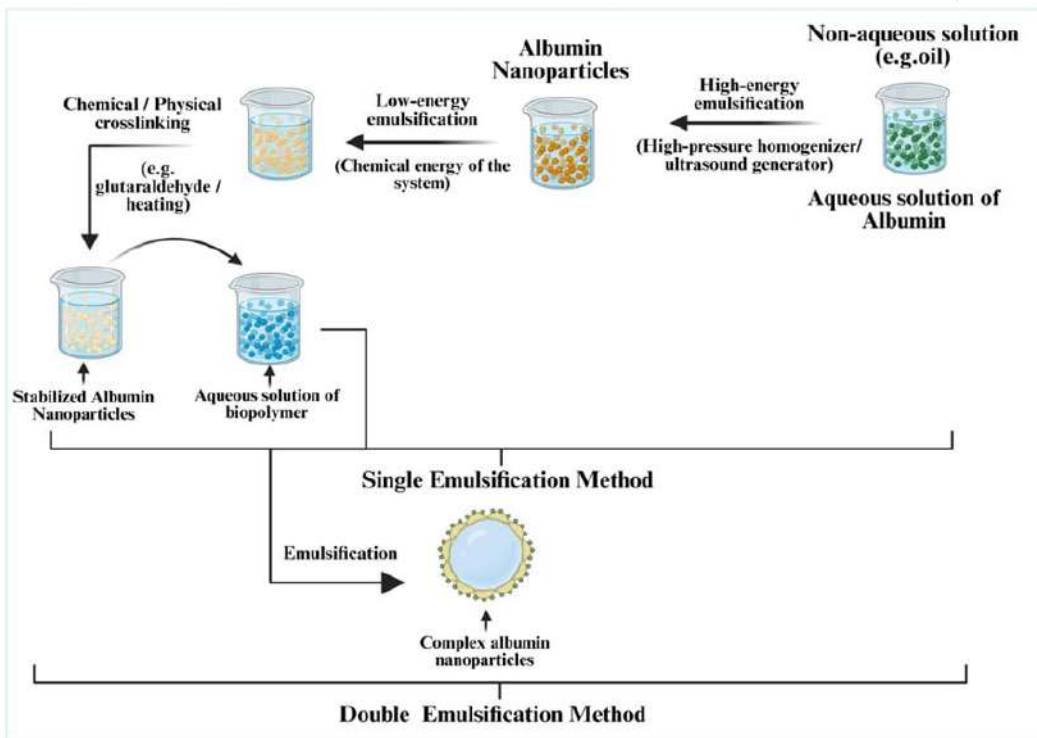 Non-aqueous solution
(e.g.oil)
Albumin
Nanoparticles
High-energy
emulsification
(High-pressure homogenizer/
ultrasound generator)
Aqueous solution of
Albumin
Low-energy
emulsification
(Chemical energy of the
system)
Chemical / Physical
crosslinking
(e.g.
glutaraldehyde /
heating)
Stabilized Albumin
Nanoparticles
Aqueous solution of
biopolymer
Single Emulsification Method
Emulsification
Complex albumin
nanoparticles
Double Emulsification Method